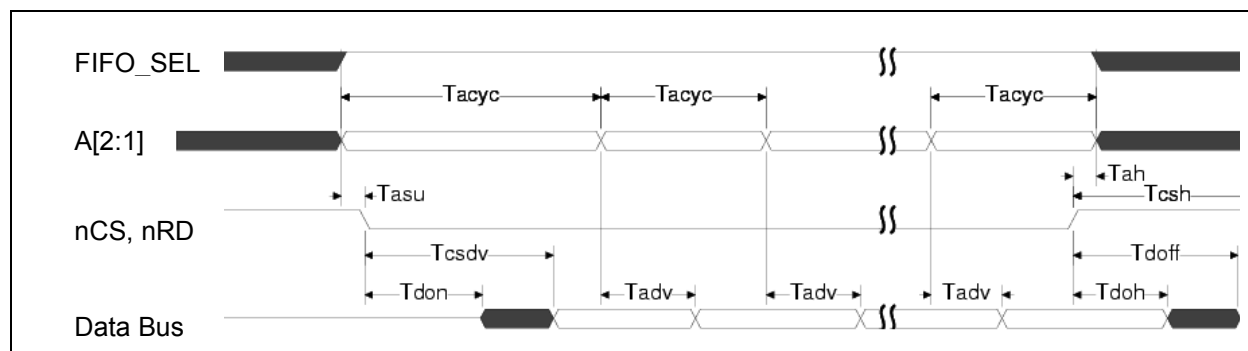 FIFO_SEL
Tacyc Tacyc Tacyc
A[2:1]
Tasu Tah
Tcsh
nCS, nRD
Tcsdv Tdoff
Tdon Tadv Tadv Tadv Tdoh
Data Bus